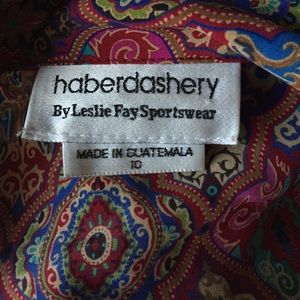 haberdashery
By Leslie Fay Sportswear
MADE IN GUATEMALA
10